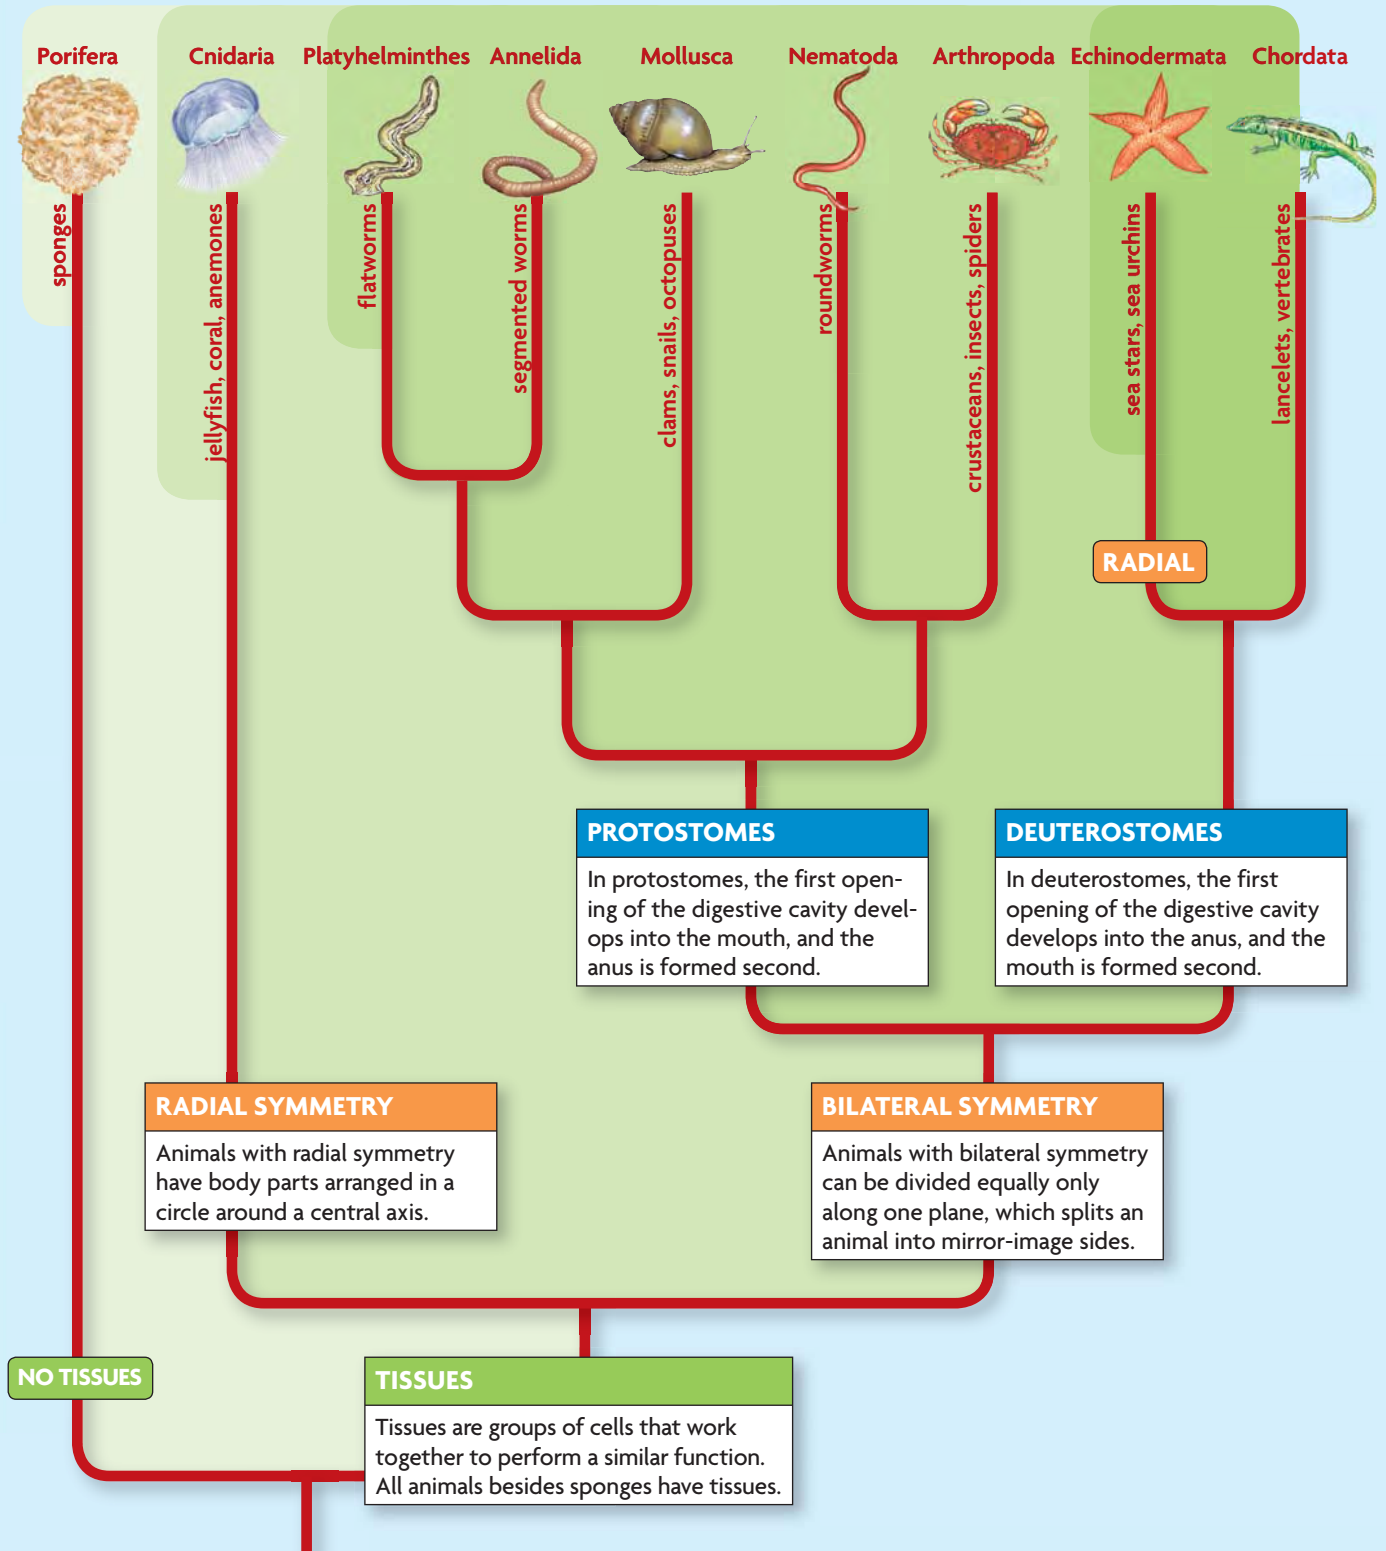 Porifera
Cnidaria
Platyhelminthes
Annelida
Mollusca
Nematoda
Arthropoda
Echinodermata
Chordata
sponges
jellyfish, coral, anemones
flatworms
segmented worms
clams, snails, octopuses
roundworms
crustaceans, insects, spiders
sea stars, sea urchins
lancelets, vertebrates
RADIAL
PROTOSTOMES
In protostomes, the first open-
ing of the digestive cavity devel-
ops into the mouth, and the
anus is formed second.
DEUTEROSTOMES
In deuterostomes, the first
opening of the digestive cavity
develops into the anus, and the
mouth is formed second.
RADIAL SYMMETRY
Animals with radial symmetry
have body parts arranged in a
circle around a central axis.
BILATERAL SYMMETRY
Animals with bilateral symmetry
can be divided equally only
along one plane, which splits an
animal into mirror-image sides.
NO TISSUES
TISSUES
Tissues are groups of cells that work
together to perform a similar function.
All animals besides sponges have tissues.